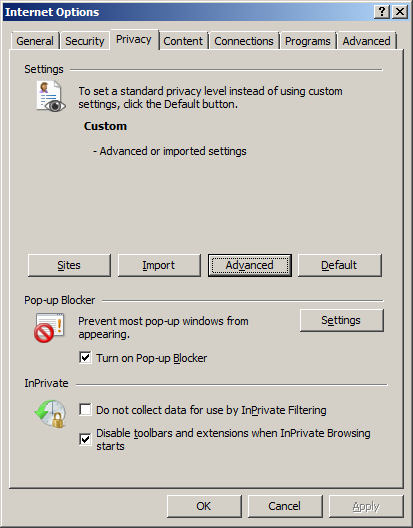 Internet Options
General Security Privacy Content Connections Programs Advanced
Settings
To set a standard privacy level instead of using custom
settings, click the Default button.
Custom
- Advanced or imported settings
Sites Import Advanced Default
Pop-up Blocker
Prevent most pop-up windows from
appearing.
Settings
Turn on Pop-up Blocker
InPrivate
Do not collect data for use by InPrivate Filtering
Disable toolbars and extensions when InPrivate Browsing
starts
OK Cancel Apply